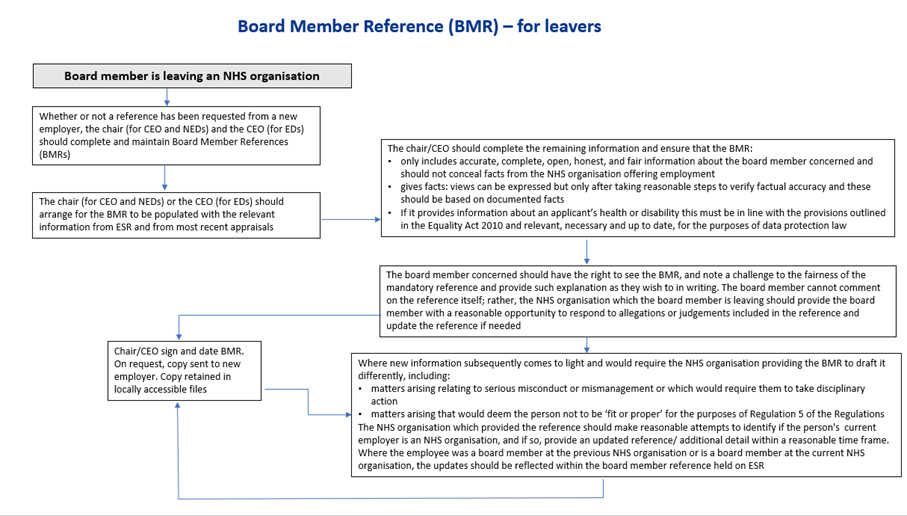 Board Member Reference (BMR) – for leavers
Board member is leaving an NHS organisation
Whether or not a reference has been requested from a new
employer, the chair (for CEO and NEDs) and the CEO (for EDs)
should complete and maintain Board Member References
(BMRs)
The chair (for CEO and NEDs) or the CEO (for EDs) should
arrange for the BMR to be populated with the relevant
information from ESR and from most recent appraisals
The chair/CEO should complete the remaining information and ensure that the BMR:
• only includes accurate, complete, open, honest, and fair information about the board member concerned and
should not conceal facts from the NHS organisation offering employment
• gives facts: views can be expressed but only after taking reasonable steps to verify factual accuracy and these
should be based on documented facts
• If it provides information about an applicant's health or disability this must be in line with the provisions outlined
in the Equality Act 2010 and relevant, necessary and up to date, for the purposes of data protection law
The board member concerned should have the right to see the BMR, and note a challenge to the fairness of the
mandatory reference and provide such explanation as they wish to in writing. The board member cannot comment
on the reference itself; rather, the NHS organisation which the board member is leaving should provide the board
member with a reasonable opportunity to respond to allegations or judgements included in the reference and
update the reference if needed
Chair/CEO sign and date BMR.
On request, copy sent to new
employer. Copy retained in
locally accessible files
Where new information subsequently comes to light and would require the NHS organisation providing the BMR to draft it
differently, including:
• matters arising relating to serious misconduct or mismanagement or which would require them to take disciplinary
action
• matters arising that would deem the person not to be 'fit or proper' for the purposes of Regulation 5 of the Regulations
The NHS organisation which provided the reference should make reasonable attempts to identify if the person's current
employer is an NHS organisation, and if so, provide an updated reference/ additional detail within a reasonable time frame.
Where the employee was a board member at the previous NHS organisation or is a board member at the current NHS
organisation, the updates should be reflected within the board member reference held on ESR